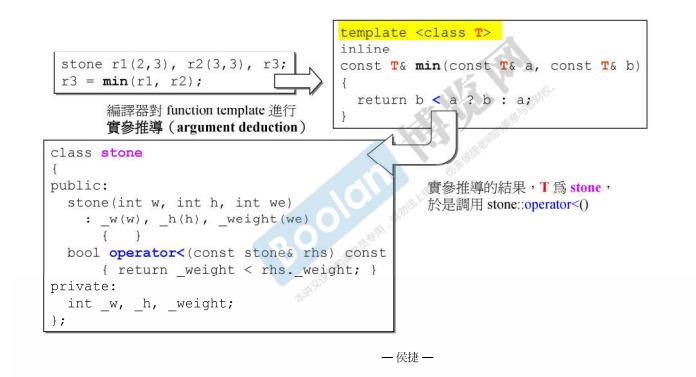 stone r1(2,3), r2(3,3), r3;
r3 = min(r1, r2);
編譯器對 function template 進行
實參推導（argument deduction）
template <class T>
inline
const T& min(const T& a, const T& b)
{
return b < a ? b : a;
}
class stone
{
public:
stone(int w, int h, int we)
: _w(w), _h(h), _weight(we)
{ }
bool operator<(const stone& rhs) const
{ return _weight < rhs._weight; }
private:
int _w, _h, _weight;
};
實參推導的結果，T 為 stone，
於是調用 stone::operator<()
Boolan 博览网
— 侯捷 —